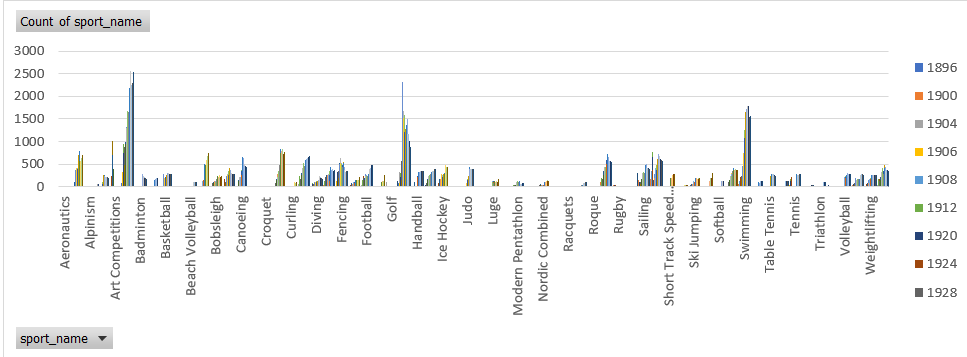 Count of sport_name
3000
2500
2000
1500
1000
500
0
Aeronautics
Alpinism
Art Competitions
Badminton
Basketball
Beach Volleyball
Bobsleigh
Canoeing
Croquet
Curling
Diving
Fencing
Football
Golf
Handball
Ice Hockey
Judo
Luge
Modern Pentathlon
Nordic Combined
Racquets
Roque
Rugby
Sailing
Short Track Speed…
Ski Jumping
Softball
Swimming
Table Tennis
Tennis
Triathlon
Volleyball
Weightlifting
1896
1900
1904
1906
1908
1912
1920
1924
1928
sport_name